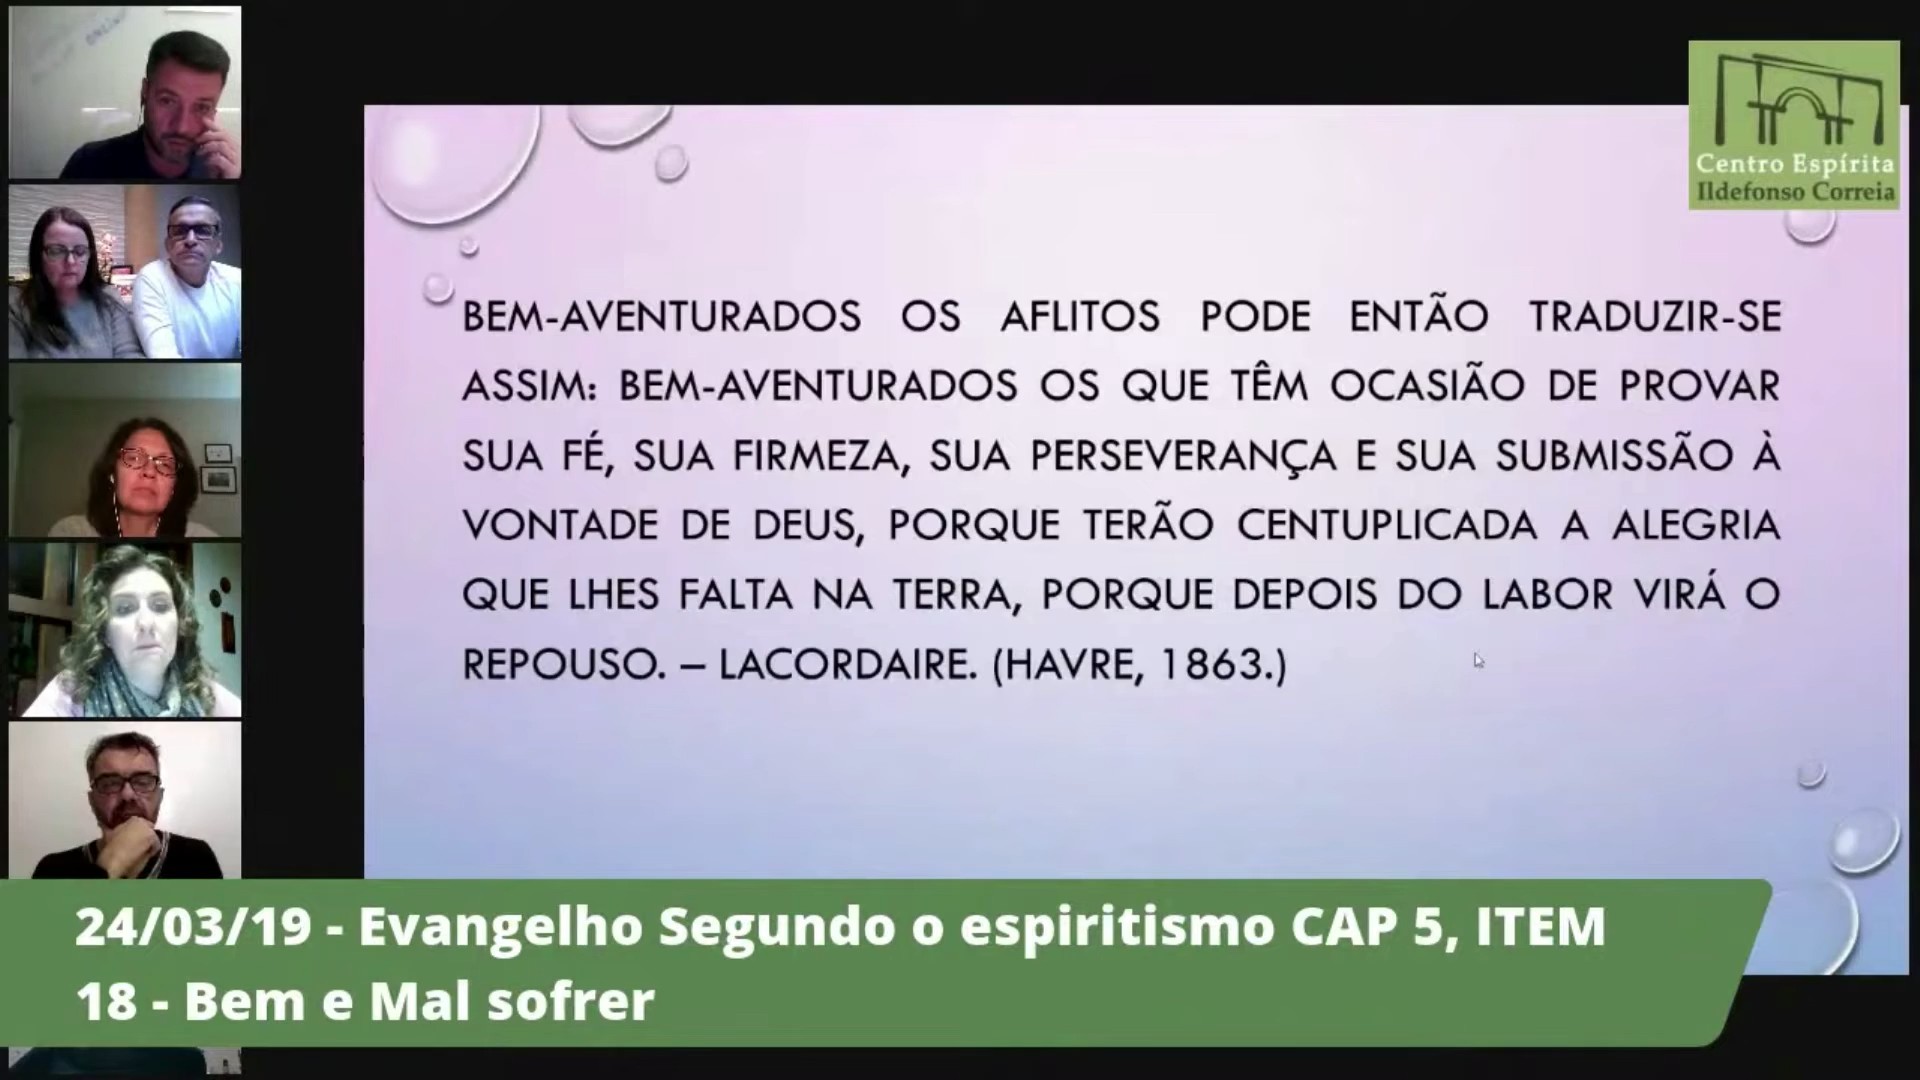 Centro Espírita
Ildefonso Correia
BEM-AVENTURADOS OS AFLITOS PODE ENTÃO TRADUZIR-SE
ASSIM: BEM-AVENTURADOS OS QUE TÊM OCASIÃO DE PROVAR
SUA FÉ, SUA FIRMEZA, SUA PERSEVERANÇA E SUA SUBMISSÃO À
VONTADE DE DEUS, PORQUE TERÃO CENTUPLICADA A ALEGRIA
QUE LHES FALTA NA TERRA, PORQUE DEPOIS DO LABOR VIRÁ O
REPOUSO. – LACORDAIRE. (HAVRE, 1863.)
24/03/19 - Evangelho Segundo o espiritismo CAP 5, ITEM
18 - Bem e Mal sofrer